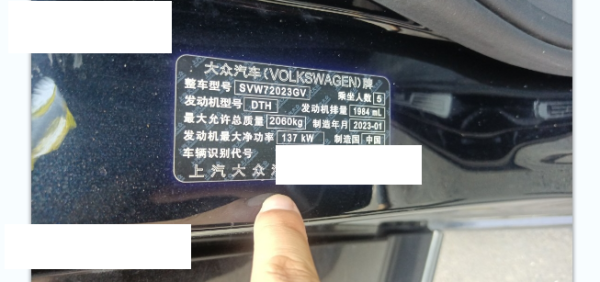 大众汽车(VOLKSWAGEN)牌
整车型号 SVW72023GV 乘坐人数 5
发动机型号 DTH 发动机排量 1984 mL
最大允许总质量 2060kg 制造年月 2023-01
发动机最大净功率 137 kW 制造国 中国
车辆识别代号
上汽大众